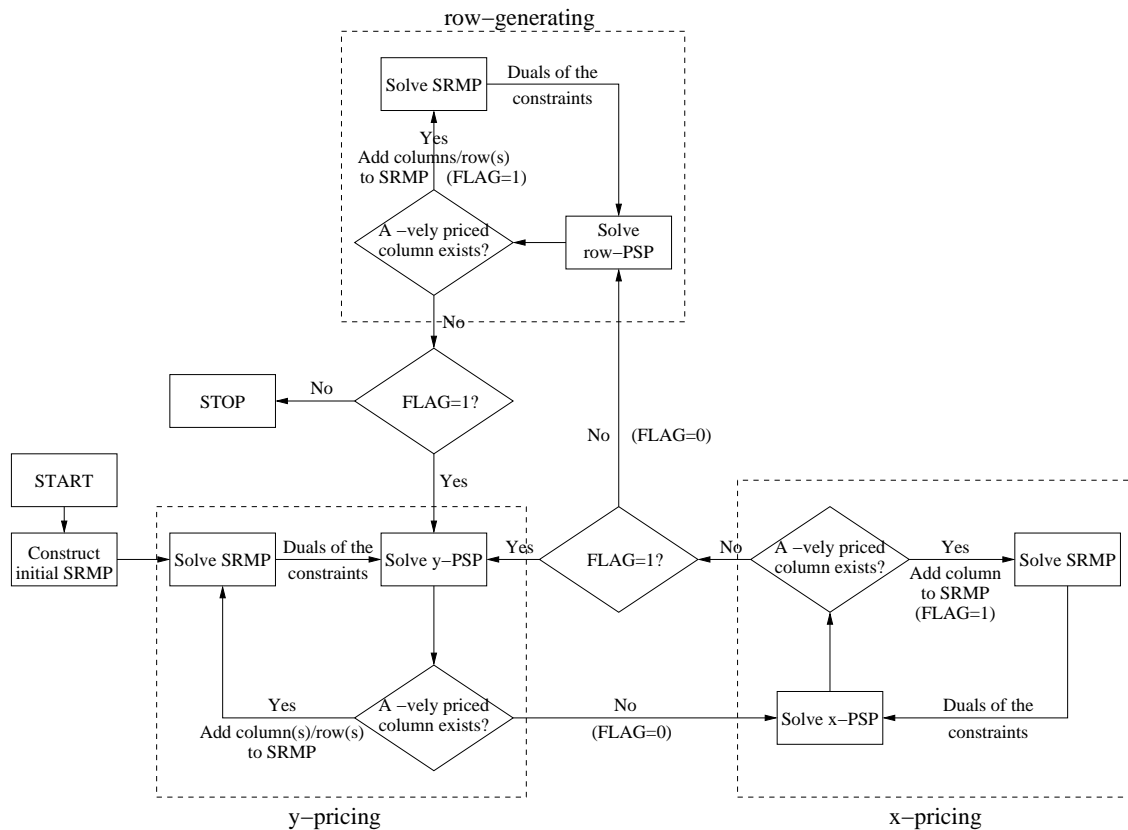 row−generating
Solve SRMP
Duals of the
constraints
Yes
Add columns/row(s)
to SRMP (FLAG=1)
A −vely priced
column exists?
Solve
row−PSP
No
STOP
No
FLAG=1?
No (FLAG=0)
START
Yes
Construct
initial SRMP
Solve SRMP
Duals of the
constraints
Solve y−PSP
Yes
FLAG=1?
No
A −vely priced
column exists?
Yes
Add column
to SRMP
(FLAG=1)
Solve SRMP
Yes
Add column(s)/row(s)
to SRMP
A −vely priced
column exists?
No
(FLAG=0)
Solve x−PSP
Duals of the
constraints
y−pricing
x−pricing